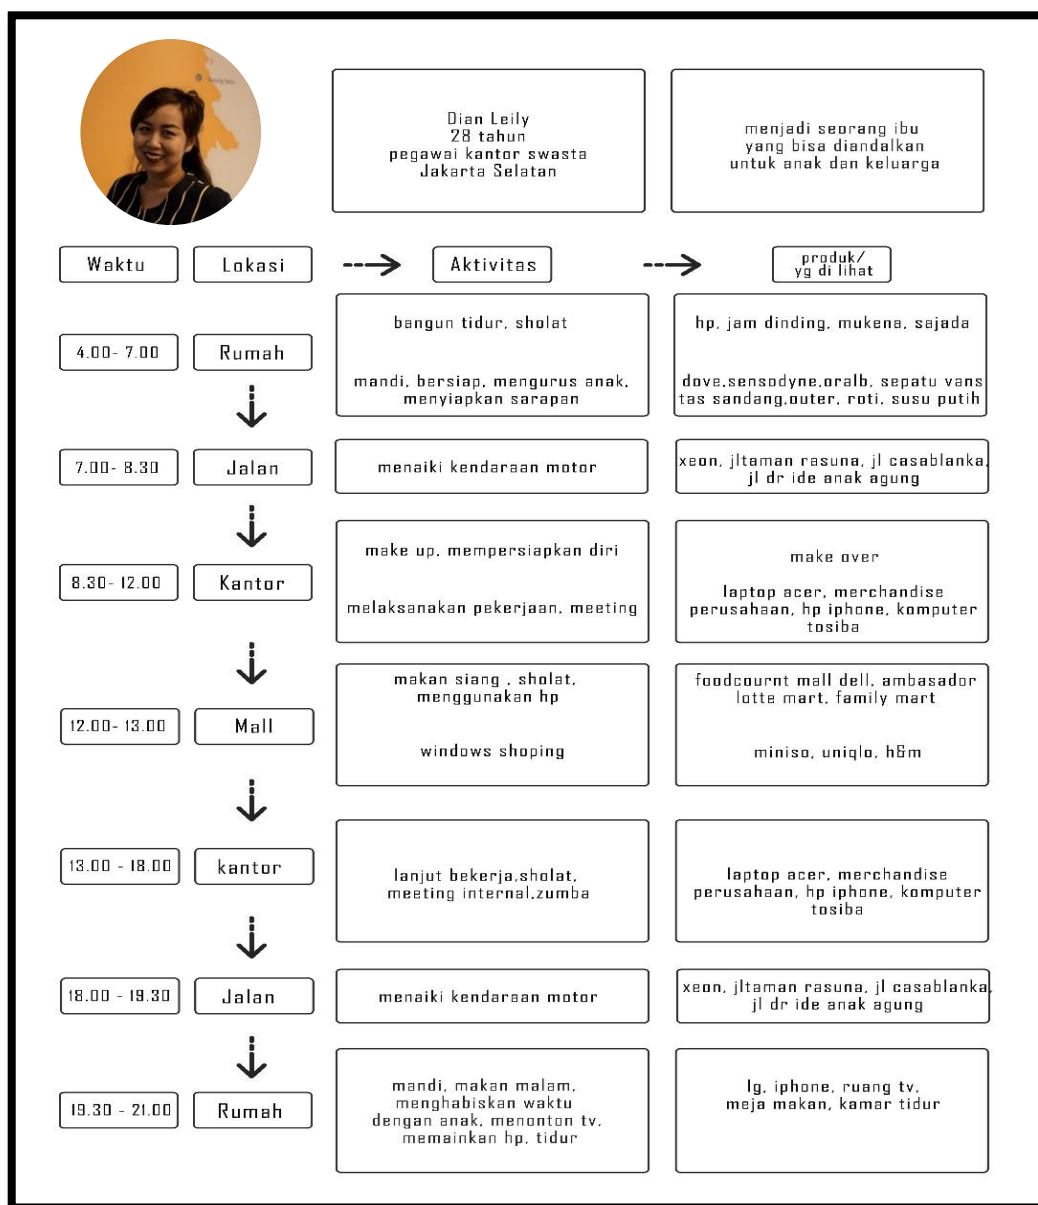 Dian Leily
28 tahun
pegawai kantor swasta
Jakarta Selatan
menjadi seorang ibu
yang bisa diandalkan
untuk anak dan keluarga
Waktu
Lokasi
Aktivitas
produk/
yg di lihat
4.00- 7.00
Rumah
bangun tidur, sholat
mandi, bersiap, mengurus anak,
menyiapkan sarapan
hp, jam dinding, mukena, sajada
dove,sensodyne,oralb, sepatu vans
tas sandang,outer, roti, susu putih
7.00- 8.30
Jalan
menaiki kendaraan motor
xeon, jltaman rasuna, jl casablanka,
jl dr ide anak agung
8.30- 12.00
Kantor
make up, mempersiapkan diri
melaksanakan pekerjaan, meeting
make over
laptop acer, merchandise
perusahaan, hp iphone, komputer
tosiba
12.00- 13.00
Mall
makan siang , sholat,
menggunakan hp
windows shoping
foodcournt mall dell, ambasador
lotte mart, family mart
miniso, uniqlo, h&m
13.00 - 18.00
kantor
lanjut bekerja,sholat,
meeting internal,zumba
laptop acer, merchandise
perusahaan, hp iphone, komputer
tosiba
18.00 - 19.30
Jalan
menaiki kendaraan motor
xeon, jltaman rasuna, jl casablanka,
jl dr ide anak agung
19.30 - 21.00
Rumah
mandi, makan malam,
menghabiskan waktu
dengan anak, menonton tv,
memainkan hp, tidur
lg, iphone, ruang tv,
meja makan, kamar tidur